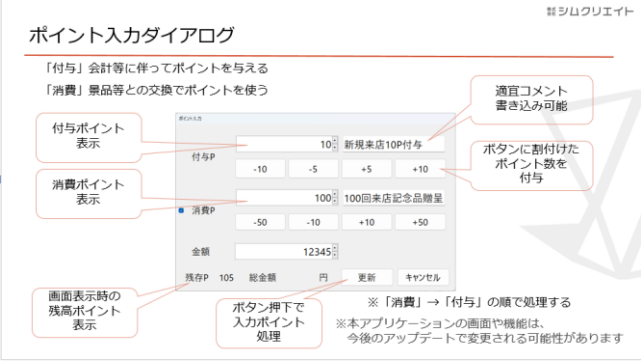 ㈱シムクリエイト
ポイント入力ダイアログ
「付与」会計等に伴ってポイントを与える
「消費」景品等との交換でポイントを使う
適宜コメント
書き込み可能
付与ポイント
表示
ボタンに割付けた
ポイント数を
付与
消費ポイント
表示
ポイント入力
付与P 10 新規来店10P付与
-10 -5 +5 +10
消費P 100 100回来店記念品贈呈
-50 -10 +10 +50
金額 12345
残存P 105 総金額 円 更新 キャンセル
画面表示時の
残高ポイント
表示
ボタン押下で
入力ポイント
処理
※「消費」→「付与」の順で処理する
※本アプリケーションの画面や機能は、
今後のアップデートで変更される可能性があります